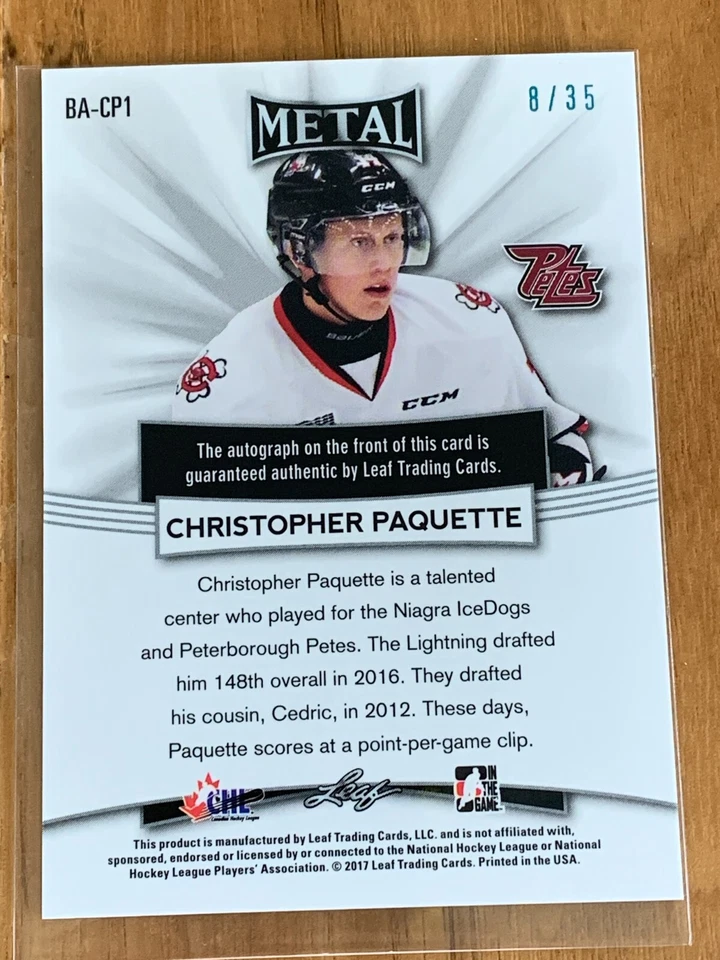 BA-CP1
8/35
METAL
CCM
Petes
BAUER
CCM
The autograph on the front of this card is
guaranteed authentic by Leaf Trading Cards.
CHRISTOPHER PAQUETTE
Christopher Paquette is a talented
center who played for the Niagra IceDogs
and Peterborough Petes. The Lightning drafted
him 148th overall in 2016. They drafted
his cousin, Cedric, in 2012. These days,
Paquette scores at a point-per-game clip.
CHL
Canadian Hockey League
Leaf
IN
THE
GAME
This product is manufactured by Leaf Trading Cards, LLC. and is not affiliated with,
sponsored, endorsed or licensed by or connected to the National Hockey League or National
Hockey League Players' Association. © 2017 Leaf Trading Cards. Printed in the USA.